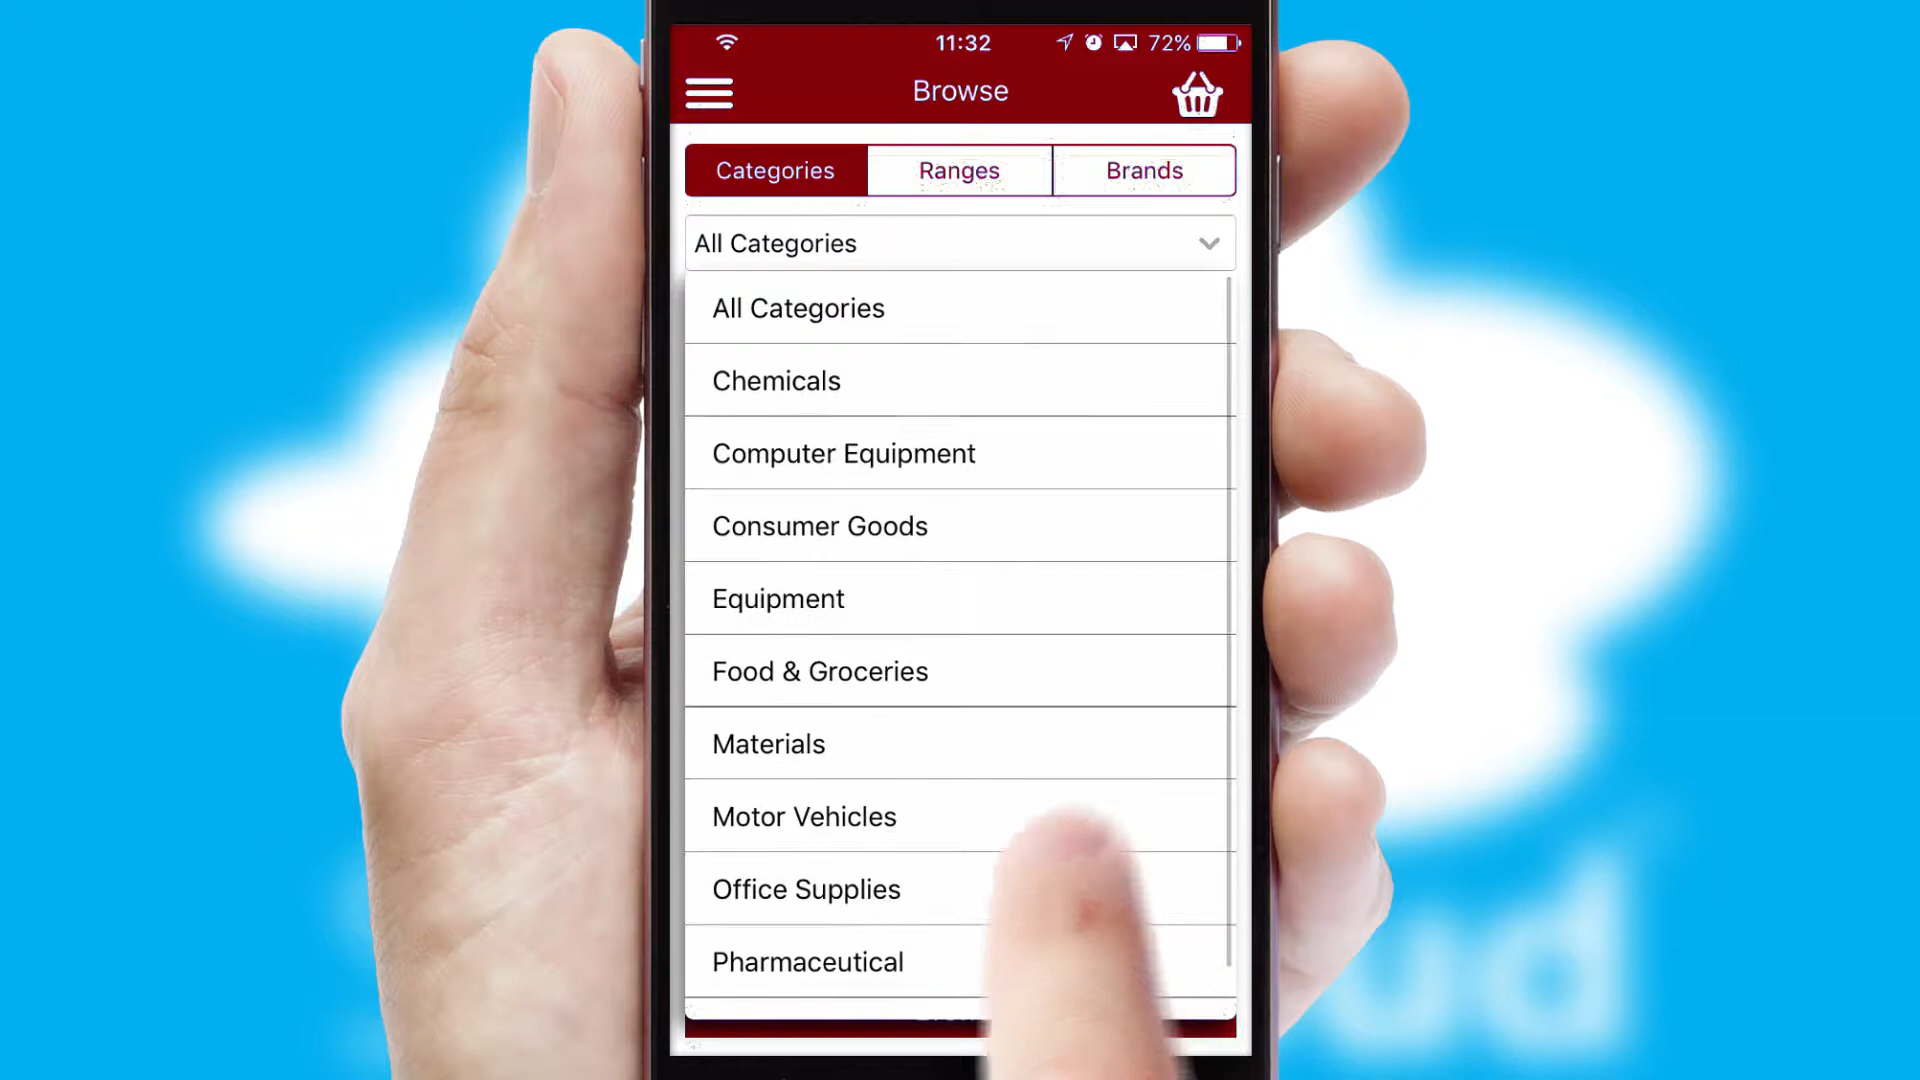 11:32
72%
Browse
Categories Ranges Brands
All Categories
All Categories
Chemicals
Computer Equipment
Consumer Goods
Equipment
Food & Groceries
Materials
Motor Vehicles
Office Supplies
Pharmaceutical